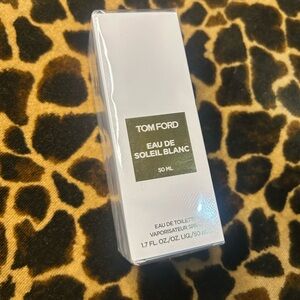 TOM FORD
EAU DE
SOLEIL BLANC
50 ML
EAU DE TOILETTE
VAPORISATEUR
1.7 FL. OZ./OZ. LIQ./50